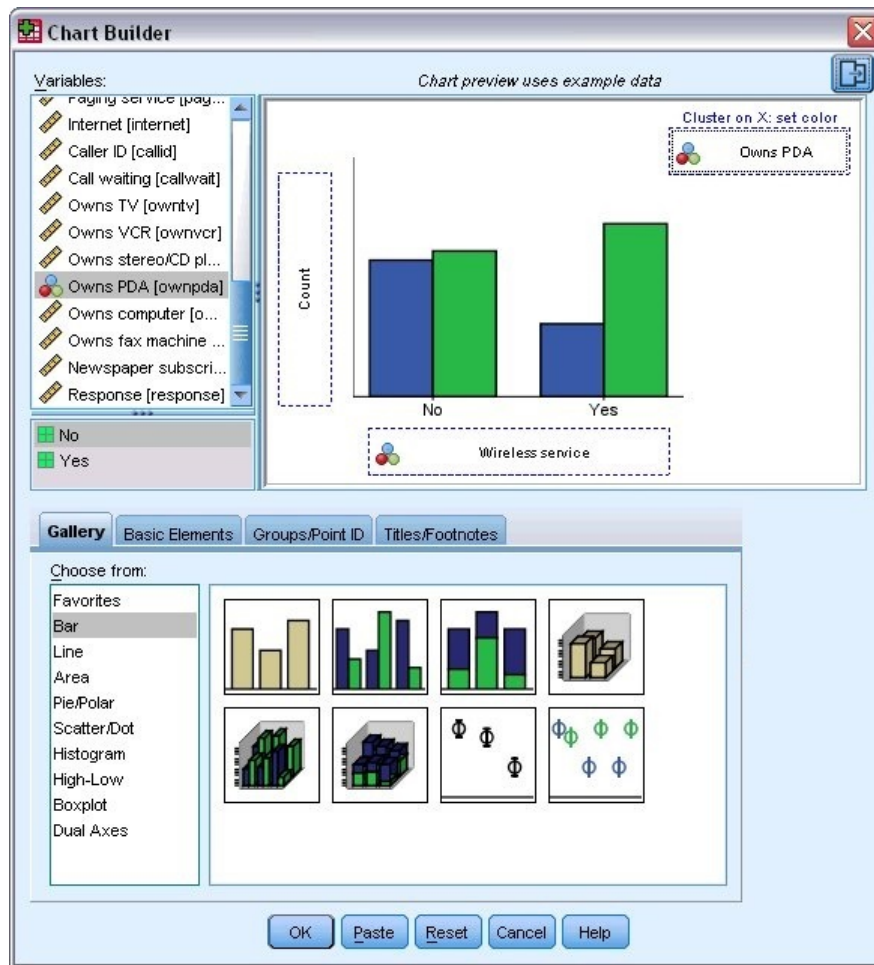 Chart Builder
Variables:
Chart preview uses example data
Paging service [pag...
Internet [internet]
Caller ID [callid]
Call waiting [callwait]
Owns TV [owntv]
Owns VCR [ownvcr]
Owns stereo/CD pl...
Owns PDA [ownpda]
Owns computer [o...
Owns fax machine ...
Newspaper subscri...
Response [response]
No
Yes
Cluster on X: set color
Owns PDA
Count
No
Yes
Wireless service
Gallery
Basic Elements
Groups/Point ID
Titles/Footnotes
Choose from:
Favorites
Bar
Line
Area
Pie/Polar
Scatter/Dot
Histogram
High-Low
Boxplot
Dual Axes
OK
Paste
Reset
Cancel
Help